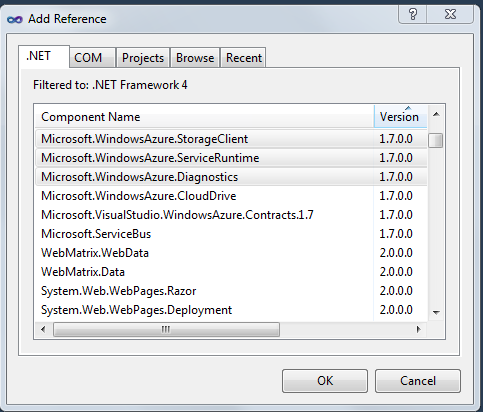 Add Reference
.NET COM Projects Browse Recent
Filtered to: .NET Framework 4
Component Name Version
Microsoft.WindowsAzure.StorageClient 1.7.0.0
Microsoft.WindowsAzure.ServiceRuntime 1.7.0.0
Microsoft.WindowsAzure.Diagnostics 1.7.0.0
Microsoft.WindowsAzure.CloudDrive 1.7.0.0
Microsoft.VisualStudio.WindowsAzure.Contracts.1.7 1.7.0.0
Microsoft.ServiceBus 1.7.0.0
WebMatrix.WebData 2.0.0.0
WebMatrix.Data 2.0.0.0
System.Web.WebPages.Razor 2.0.0.0
System.Web.WebPages.Deployment 2.0.0.0
OK Cancel